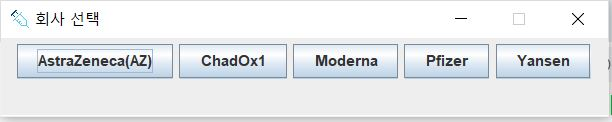 회사 선택
AstraZeneca(AZ) ChadOx1 Moderna Pfizer Yansen